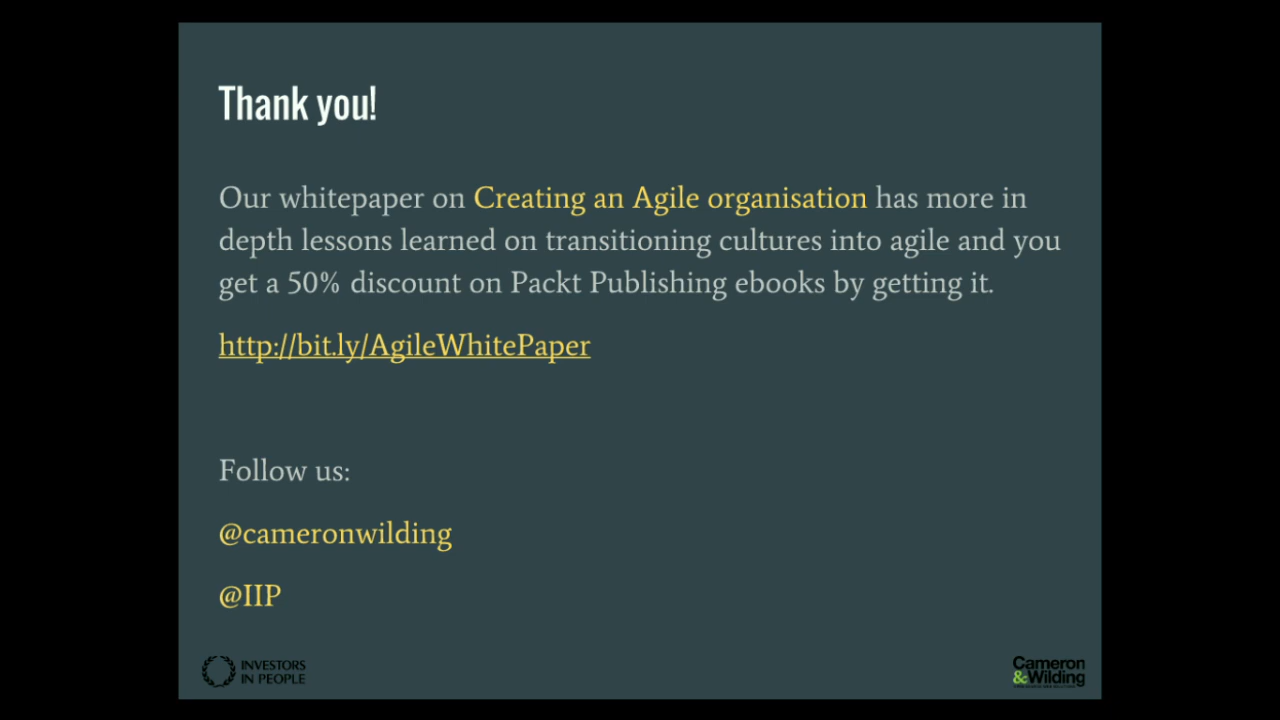 Thank you!
Our whitepaper on Creating an Agile organisation has more in
depth lessons learned on transitioning cultures into agile and you
get a 50% discount on Packt Publishing ebooks by getting it.
http://bit.ly/AgileWhitePaper
Follow us:
@cameronwilding
@IIP
INVESTORS
IN PEOPLE
Cameron
&Wilding